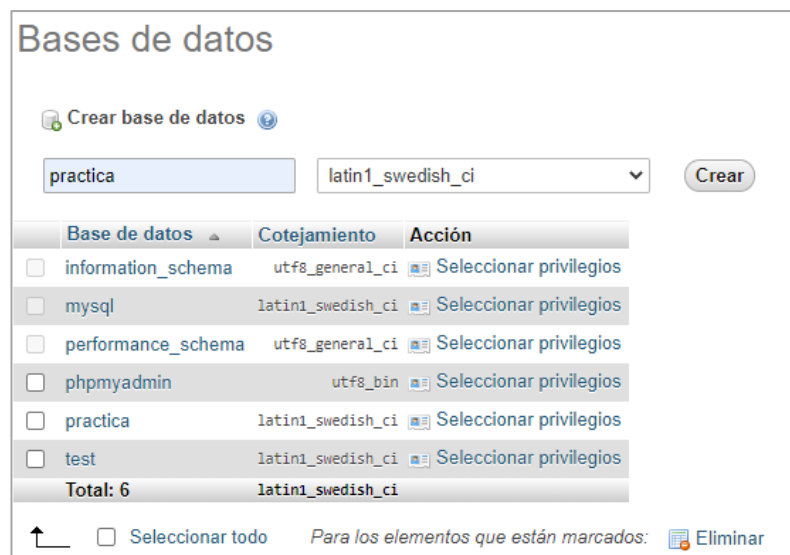 Bases de datos
Crear base de datos
practica latin1_swedish_ci Crear
Base de datos Cotejamiento Acción
information_schema utf8_general_ci Seleccionar privilegios
mysql latin1_swedish_ci Seleccionar privilegios
performance_schema utf8_general_ci Seleccionar privilegios
phpmyadmin utf8_bin Seleccionar privilegios
practica latin1_swedish_ci Seleccionar privilegios
test latin1_swedish_ci Seleccionar privilegios
Total: 6 latin1_swedish_ci
Seleccionar todo Para los elementos que están marcados: Eliminar